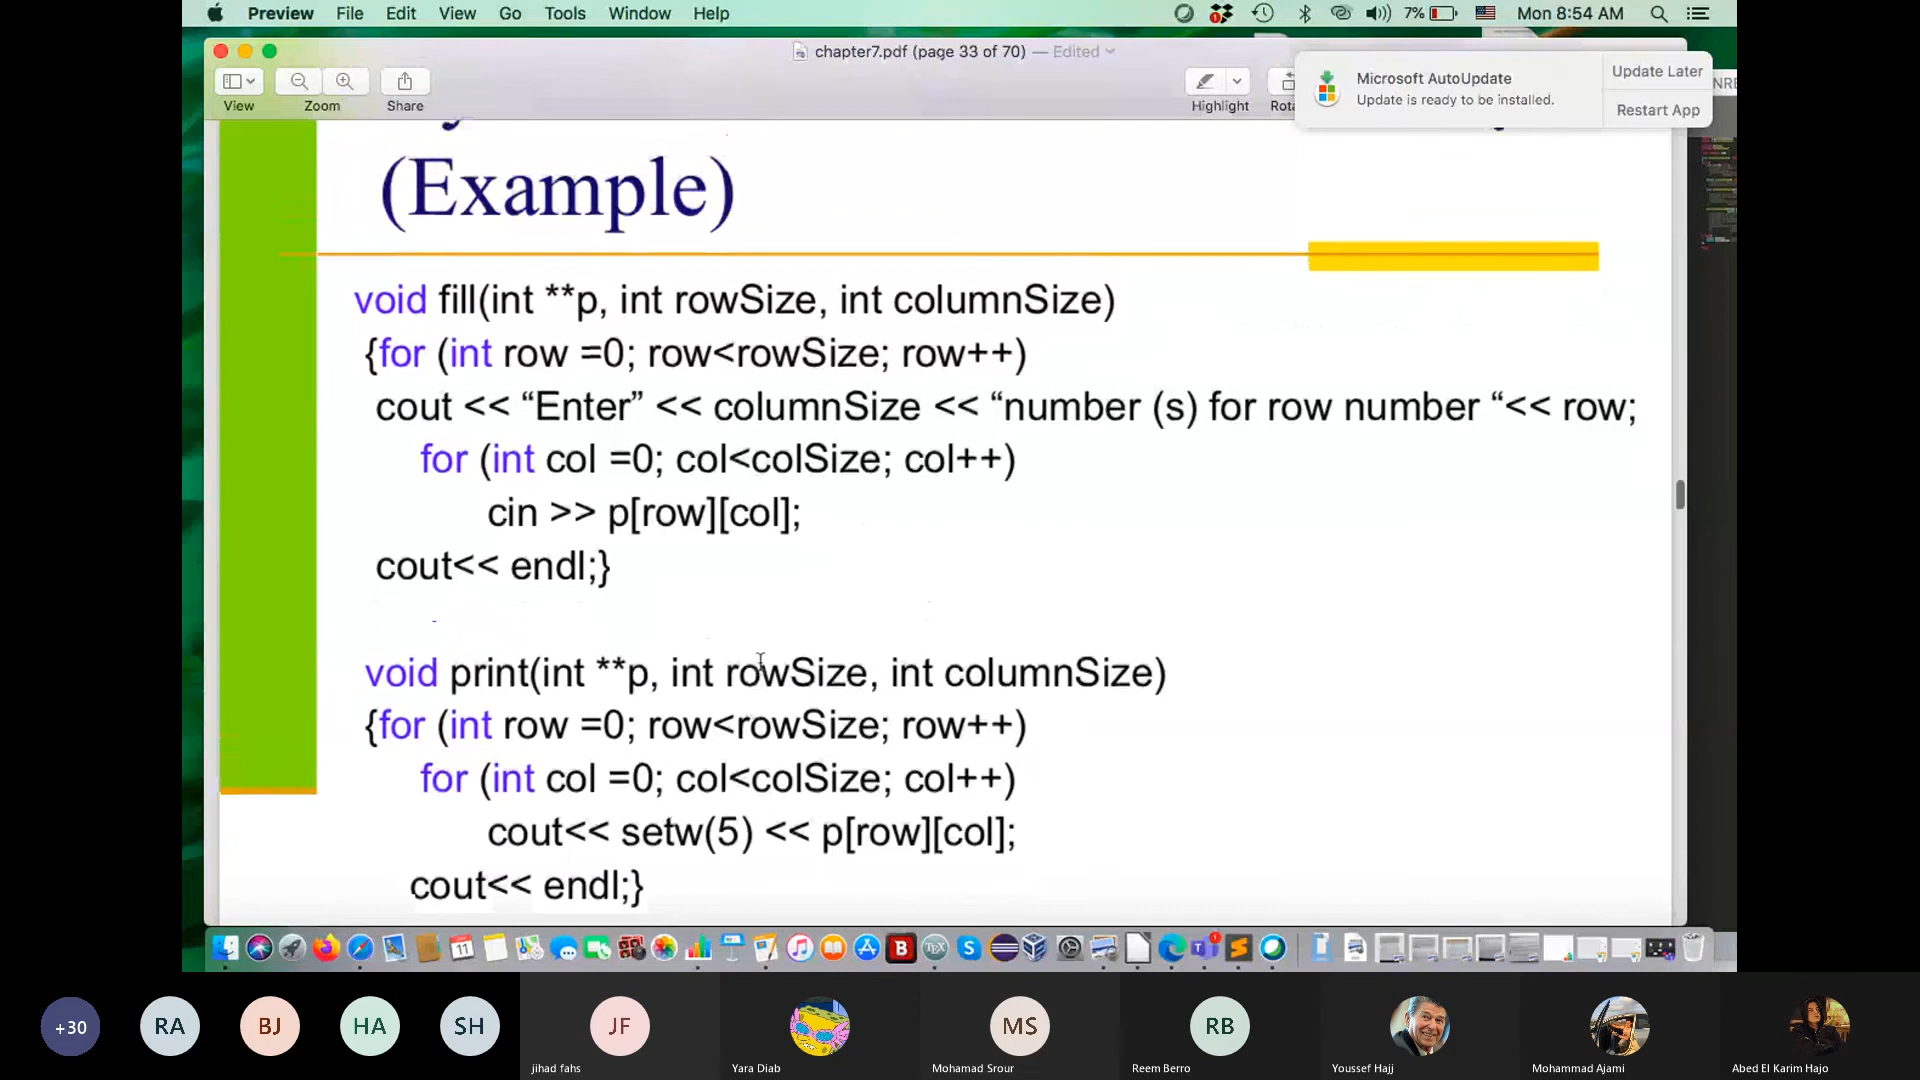 Preview File Edit View Go Tools Window Help 7% Mon 8:54 AM
chapter7.pdf (page 33 of 70) — Edited
View Zoom Share Highlight
Microsoft AutoUpdate
Update is ready to be installed.
Update Later
Restart App
(Example)
void fill(int **p, int rowSize, int columnSize)
{for (int row =0; row<rowSize; row++)
cout << “Enter” << columnSize << “number (s) for row number “<< row;
for (int col =0; col<colSize; col++)
cin >> p[row][col];
cout<< endl;}
void print(int **p, int rowSize, int columnSize)
{for (int row =0; row<rowSize; row++)
for (int col =0; col<colSize; col++)
cout<< setw(5) << p[row][col];
cout<< endl;}
11
B
TEX
S
+30 RA BJ HA SH JF MS RB
jihad fahs Yara Diab Mohamad Srour Reem Berro Youssef Hajj Mohammad Ajami Abed El Karim Hajo